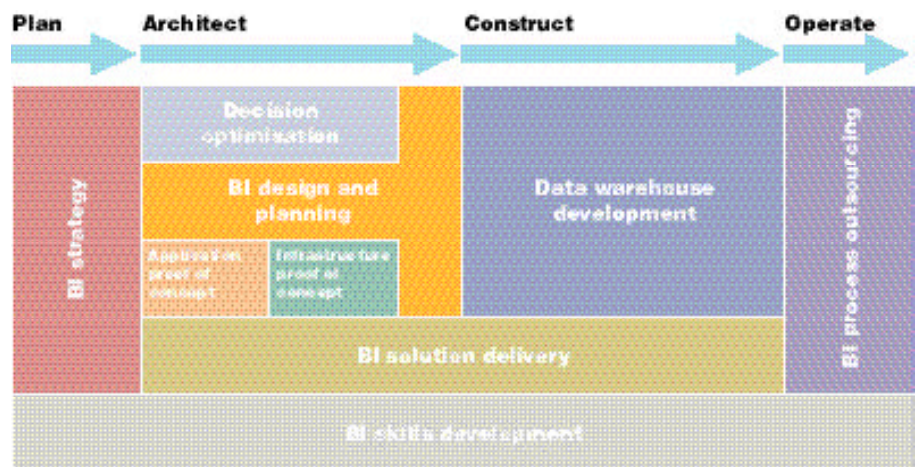 Plan
Architect
Construct
Operate
Decision
optimisation
BI design and
planning
Application
proof of
concept
Infrastructure
proof of
concept
BI strategy
Data warehouse
development
BI process outsourcing
BI solution delivery
BI skills development